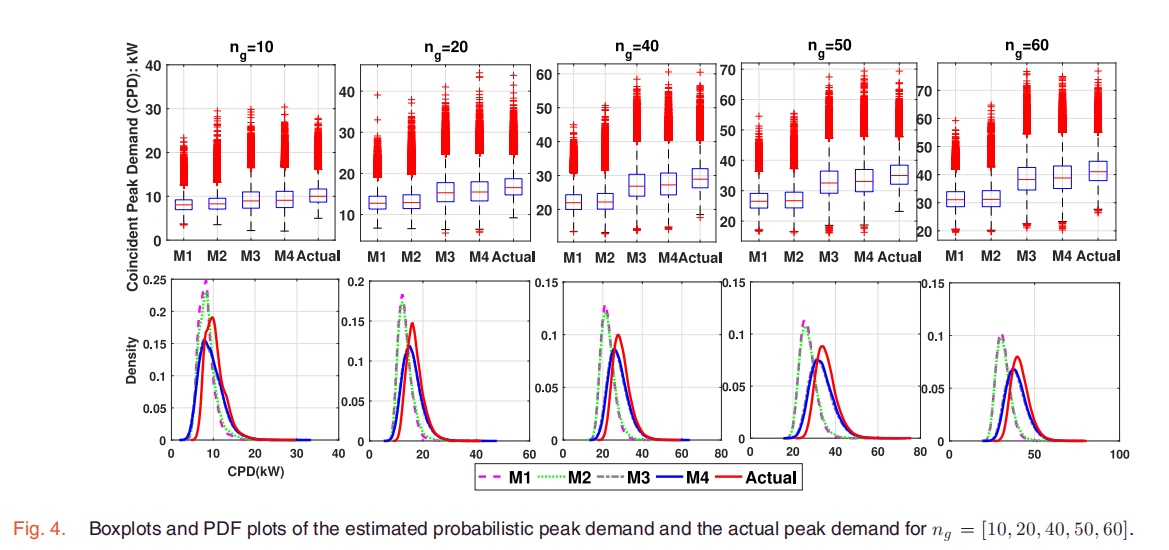 n_g=10 n_g=20 n_g=40 n_g=50 n_g=60
Coincident Peak Demand (CPD): kW
40 30 20 10 0
40 30 20 10
60 50 40 30 20
70 60 50 40 30 20
70 60 50 40 30 20
M1 M2 M3 M4 Actual M1 M2 M3 M4 Actual M1 M2 M3 M4 Actual M1 M2 M3 M4 Actual M1 M2 M3 M4 Actual
Density
0.25 0.2 0.15 0.1 0.05 0
0.2 0.15 0.1 0.05 0
0.15 0.1 0.05 0
0.15 0.1 0.05 0
0.15 0.1 0.05 0
0 10 20 30 40
0 20 40 60
0 20 40 60 80
0 20 40 60 80
0 50 100
CPD(kW)
M1 M2 M3 M4 Actual
Fig. 4. Boxplots and PDF plots of the estimated probabilistic peak demand and the actual peak demand for n_g = [10, 20, 40, 50, 60].